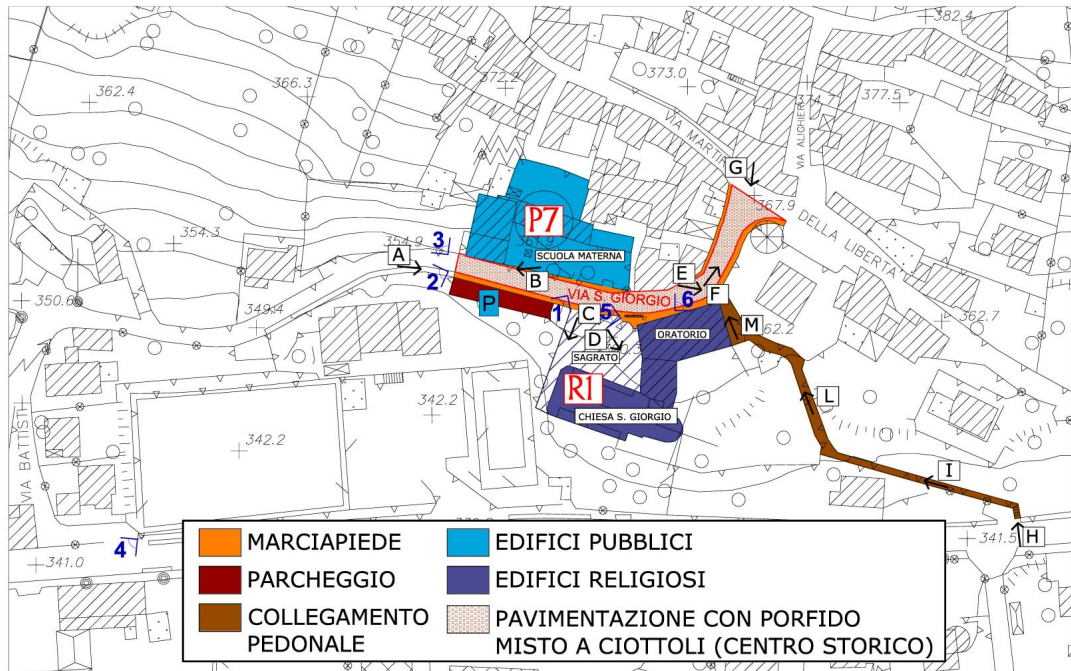 382.4
366.3
372.2
373.0
362.4
377.5
374.7
VIA ALIGHIERI
VIA MARTIRI
G
367.9
DELLA LIBERTA'
P7
354.3
354.9
3
361.9
SCUOLA MATERNA
A
2
B
E
F
VIA S. GIORGIO
6
350.6
P
349.4
1
C
5
M
362.2
362.7
ORATORIO
D
SAGRATO
R1
L
342.2
CHIESA S. GIORGIO
VIA BATTISTI
342.2
I
4
341.0
341.5
H
MARCIAPIEDE
PARCHEGGIO
COLLEGAMENTO
PEDONALE
EDIFICI PUBBLICI
EDIFICI RELIGIOSI
PAVIMENTAZIONE CON PORFIDO
MISTO A CIOTTOLI (CENTRO STORICO)